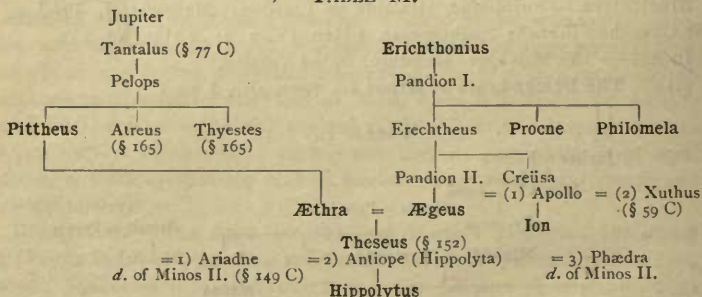 TABLE M.
Jupiter
Tantalus (§ 77 C)
Erichthonius
Pelops
Pandion I.
Pittheus Atreus Thyestes Erechtheus Procne Philomela
(§ 165) (§ 165)
Pandion II. Creüsa
= (1) Apollo = (2) Xuthus
Æthra = Ægeus (§ 59 C)
Ion
Theseus (§ 152)
= 1) Ariadne = 2) Antiope (Hippolyta) = 3) Phædra
d. of Minos II. (§ 149 C) d. of Minos II.
Hippolytus